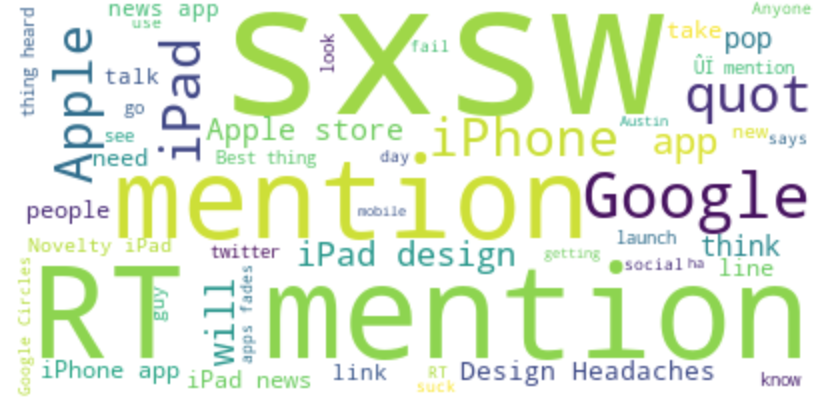 thing heard
news app
use
Apple
talk
go
see
need
iPad
SXSW
look
fail
take
pop
Anyone
ÛÏ mention
quot
Apple store
Best thing
day
iPhone
Austin
app
new
says
people
mention
mobile
Google
Novelty iPad
twitter
iPad design
getting
launch
think
social
ha
line
Google Circles
RT
guy
will
apps fades
mention
iPhone app
iPad news
link
RT
suck
Design Headaches
know